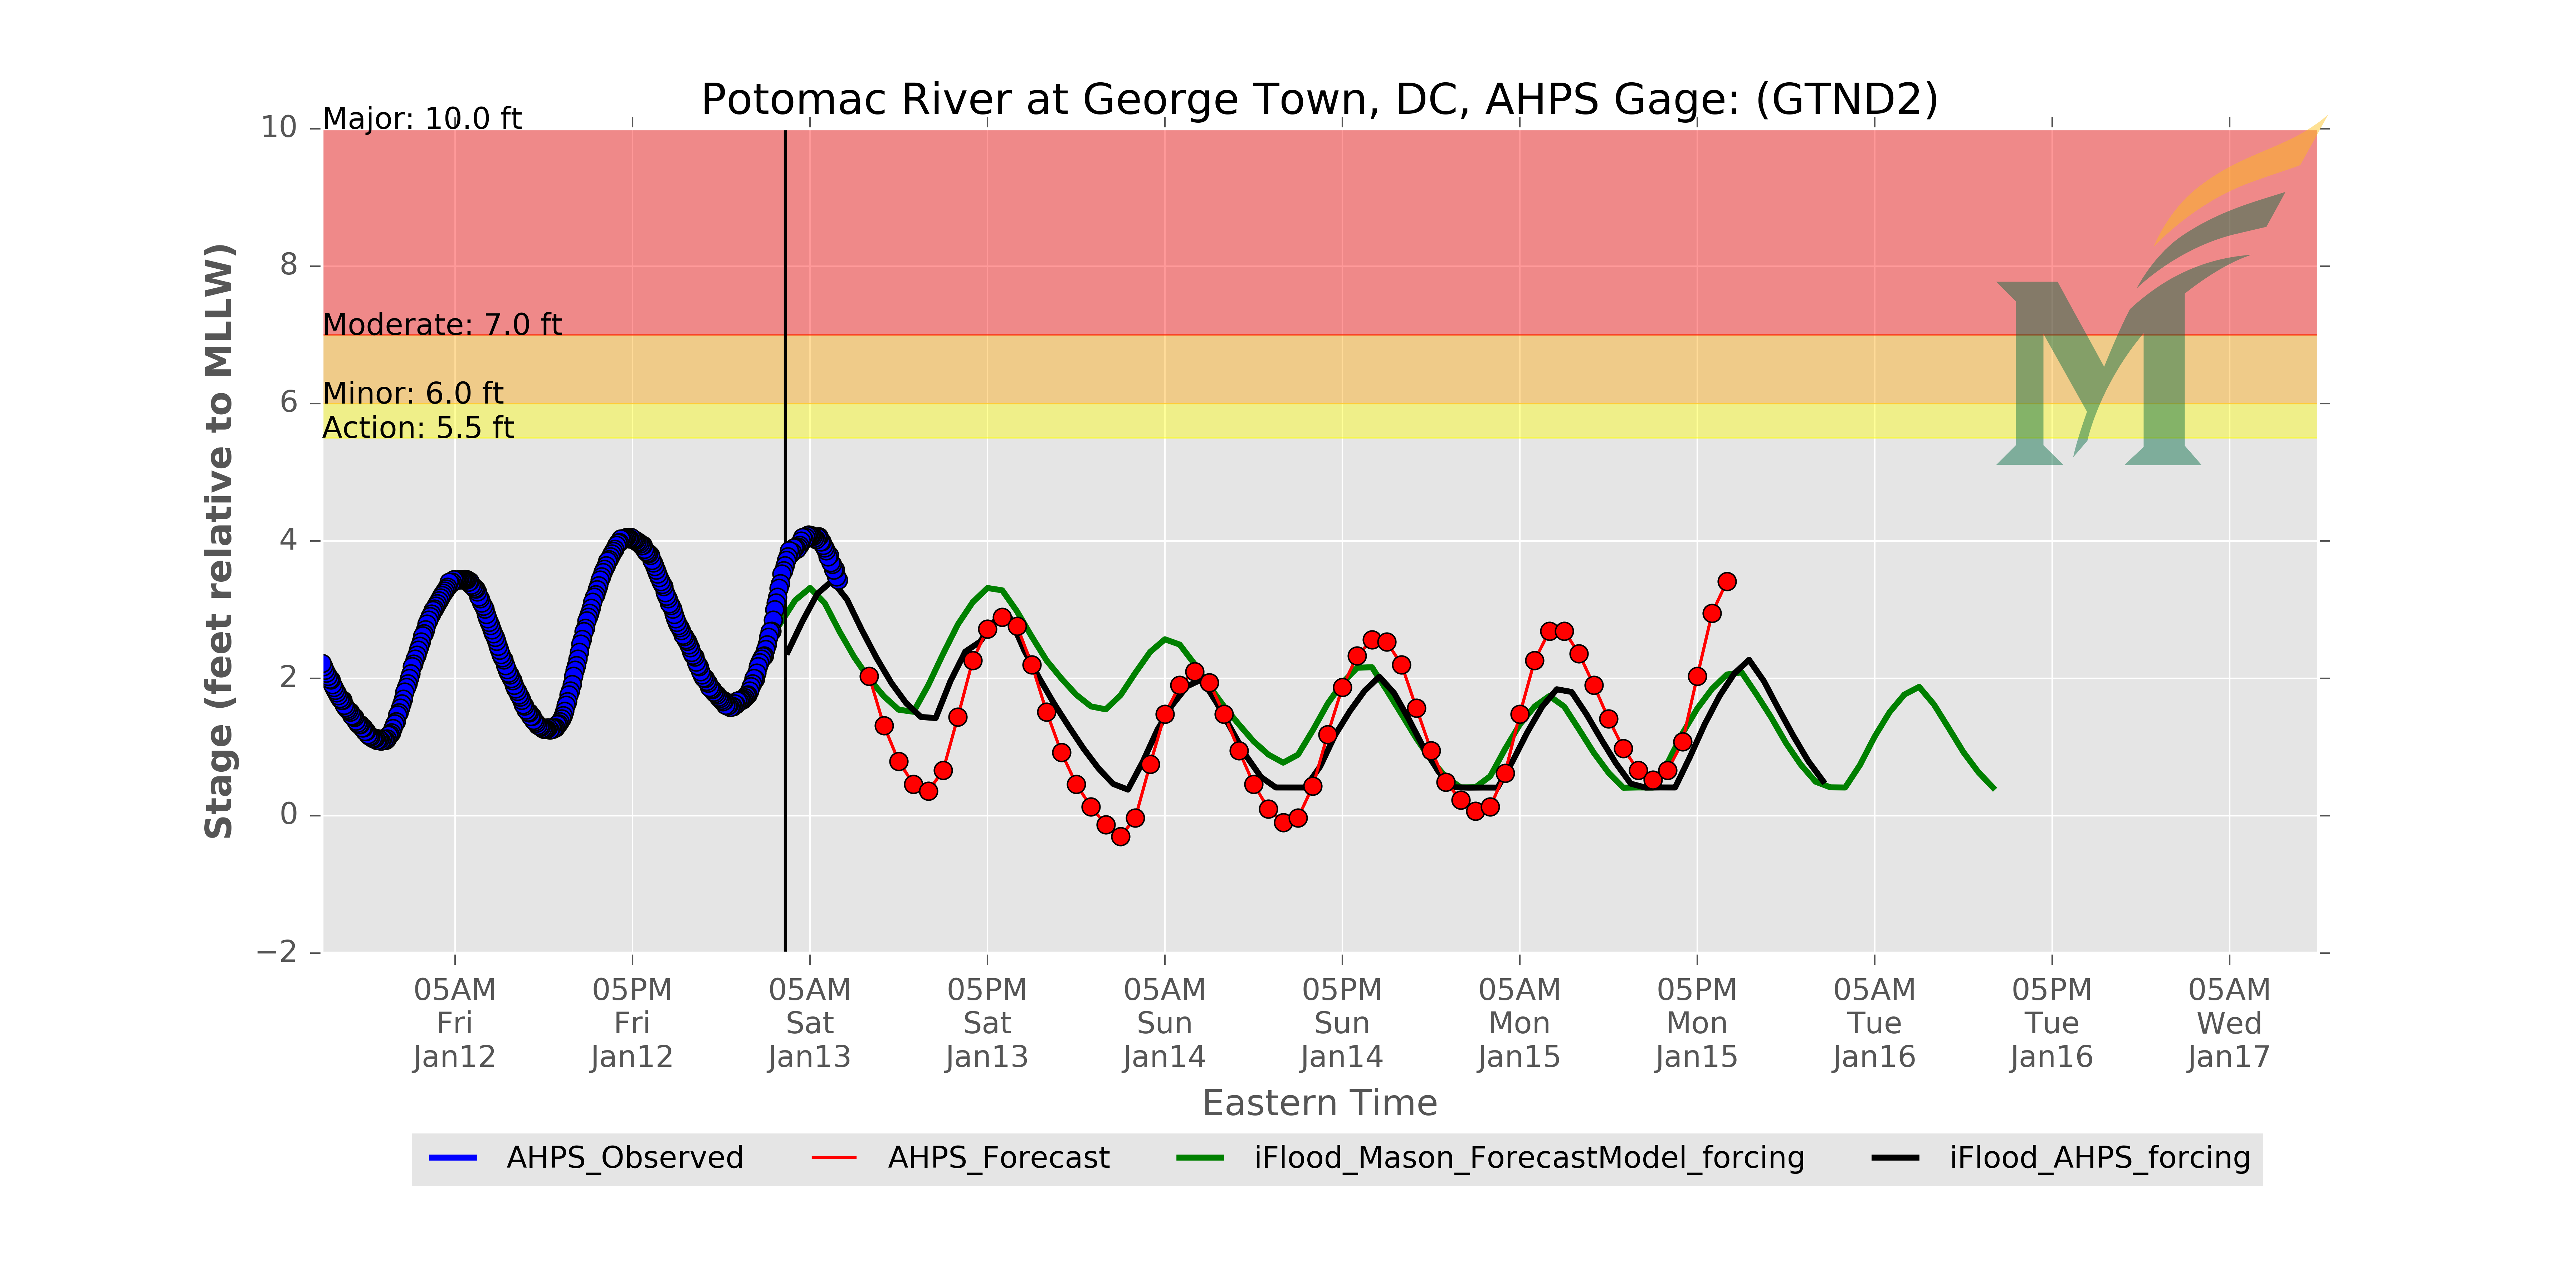 Potomac River at George Town, DC, AHPS Gage: (GTND2)
Major: 10.0 ft
Moderate: 7.0 ft
Minor: 6.0 ft
Action: 5.5 ft
Stage (feet relative to MLLW)
10
8
6
4
2
0
−2
05AM 05PM 05AM 05PM 05AM 05PM 05AM 05PM 05AM 05PM 05AM
Fri Fri Sat Sat Sun Sun Mon Mon Tue Tue Wed
Jan12 Jan12 Jan13 Jan13 Jan14 Jan14 Jan15 Jan15 Jan16 Jan16 Jan17
Eastern Time
AHPS_Observed AHPS_Forecast iFlood_Mason_ForecastModel_forcing iFlood_AHPS_forcing
M